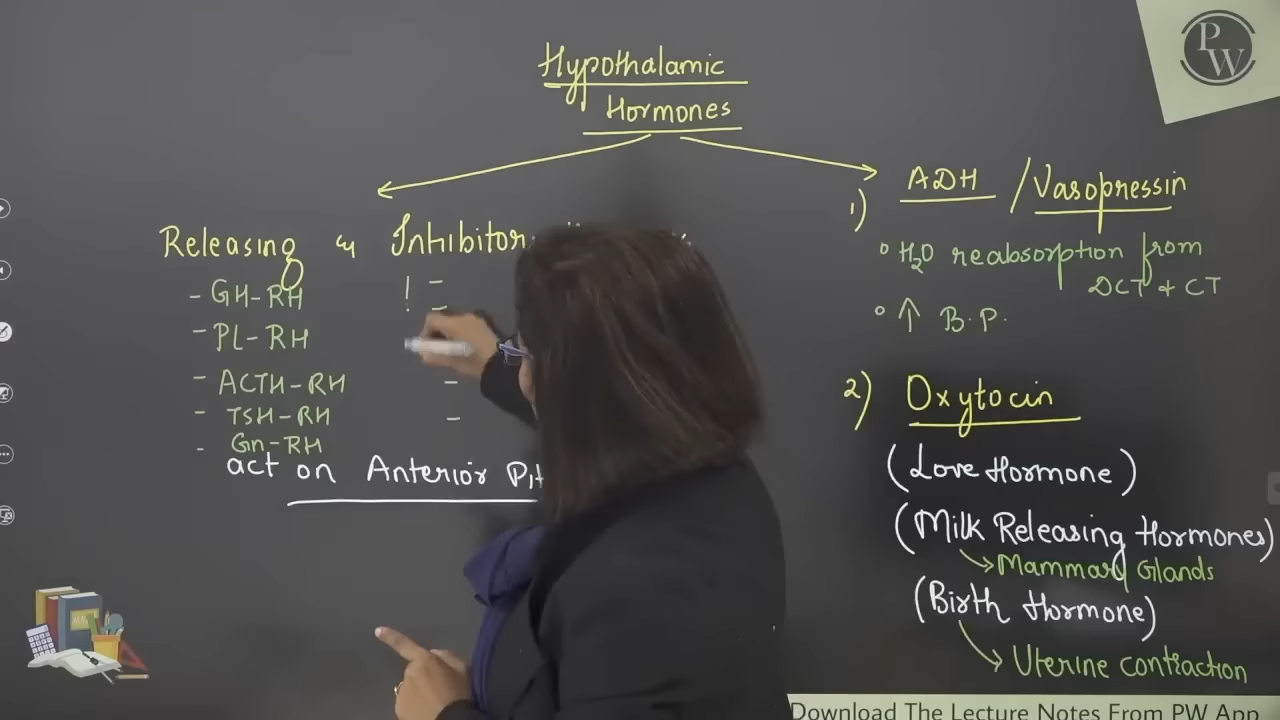 Hypothalamic
Hormones
Releasing & Inhibitor
- GH-RH
- PL-RH
- ACTH-RH
- TSH-RH
- Gn-RH
act on Anterior Pit
1) ADH / Vasopressin
H2O reabsorption from
DCT & CT
↑ B.P.
2) Oxytocin
(Love Hormone)
(Milk Releasing Hormones)
Mammary Glands
(Birth Hormone)
Uterine contraction
PW
Download The Lecture Notes From PW App